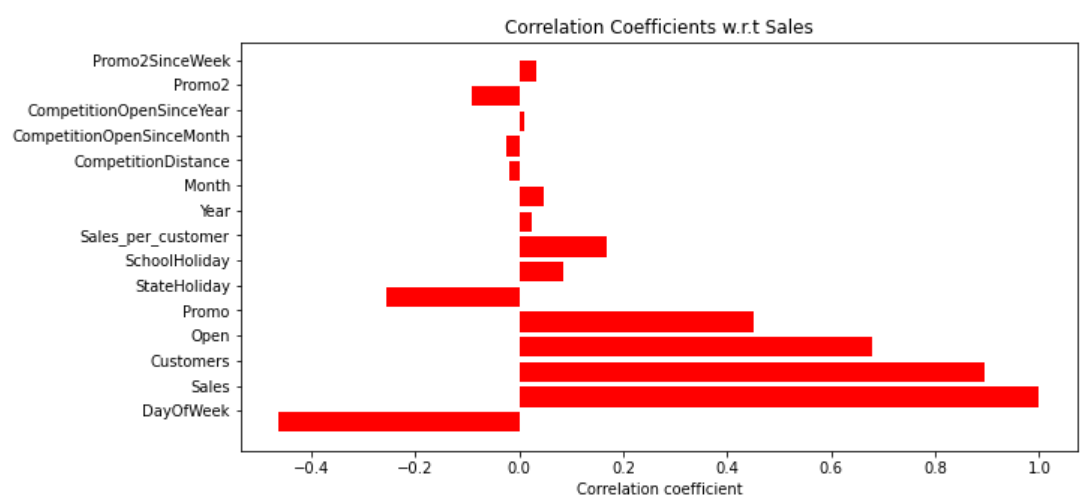 Correlation Coefficients w.r.t Sales
Promo2SinceWeek
Promo2
CompetitionOpenSinceYear
CompetitionOpenSinceMonth
CompetitionDistance
Month
Year
Sales_per_customer
SchoolHoliday
StateHoliday
Promo
Open
Customers
Sales
DayOfWeek
−0.4 −0.2 0.0 0.2 0.4 0.6 0.8 1.0
Correlation coefficient